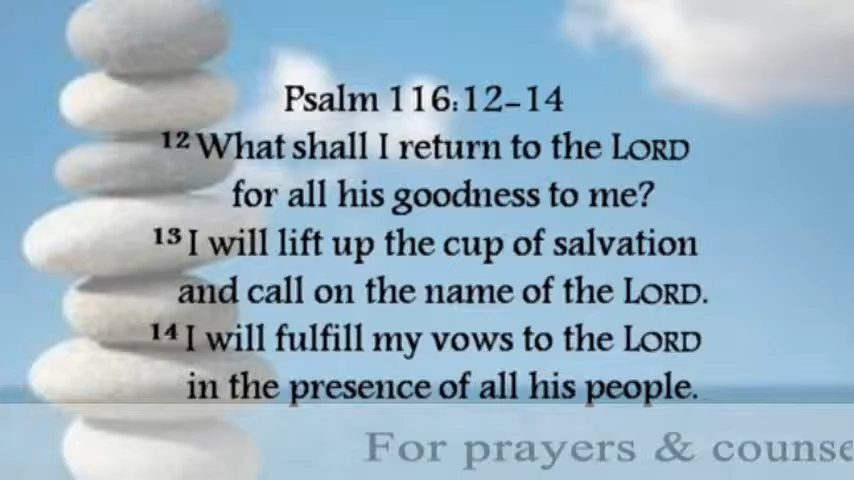 Psalm 116:12-14
12 What shall I return to the LORD
for all his goodness to me?
13 I will lift up the cup of salvation
and call on the name of the LORD.
14 I will fulfill my vows to the LORD
in the presence of all his people.
For prayers &